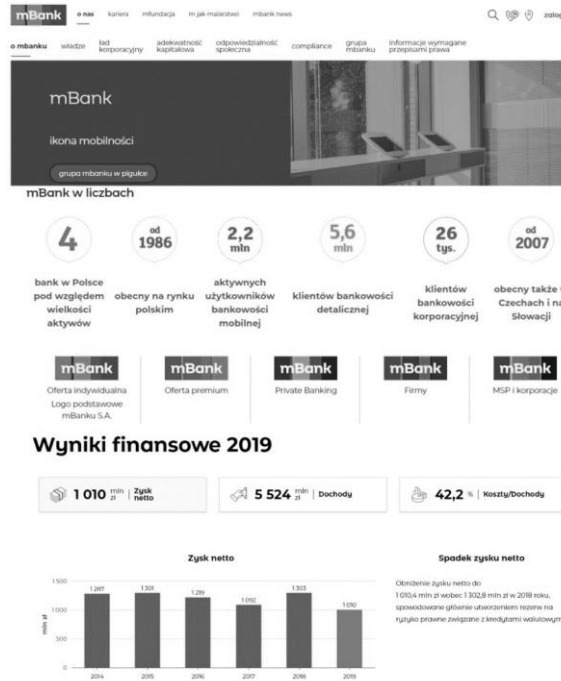 mBank o nas kariera mfundacja m jak malarstwo mbank news
o mbanku władze ład korporacyjny adekwatność kapitałowa odpowiedzialność społeczna compliance grupa mbanku informacje wymagane przepisami prawa
mBank
ikona mobilności
grupa mbanku w pigułce
mBank w liczbach
4
bank w Polsce
pod względem
wielkości
aktywów
od
1986
obecny na rynku
polskim
2,2
mln
aktywnych
użytkowników
bankowości
mobilnej
5,6
mln
klientów bankowości
detalicznej
26
tys.
klientów
bankowości
korporacyjnej
od
2007
obecny także
Czechach i na
Słowacji
mBank
Oferta indywidualna
Logo podstawowe
mBanku S.A.
mBank
Oferta premium
mBank
Private Banking
mBank
Firmy
mBank
MSP i korporacje
Wyniki finansowe 2019
1 010 mln zł | Zysk netto
5 524 mln zł | Dochody
42,2 % | Koszty/Dochody
Zysk netto
mln zł
1 500
1 000
500
0
1 287
1 301
1 219
1 092
1 303
1 010
2014
2015
2016
2017
2018
2019
Spadek zysku netto
Obniżenie zysku netto do
1 010,4 mln zł wobec 1 302,8 mln zł w 2018 roku,
spowodowane głównie utworzeniem rezerw na
ryzyko prawne związane z kredytami walutowym